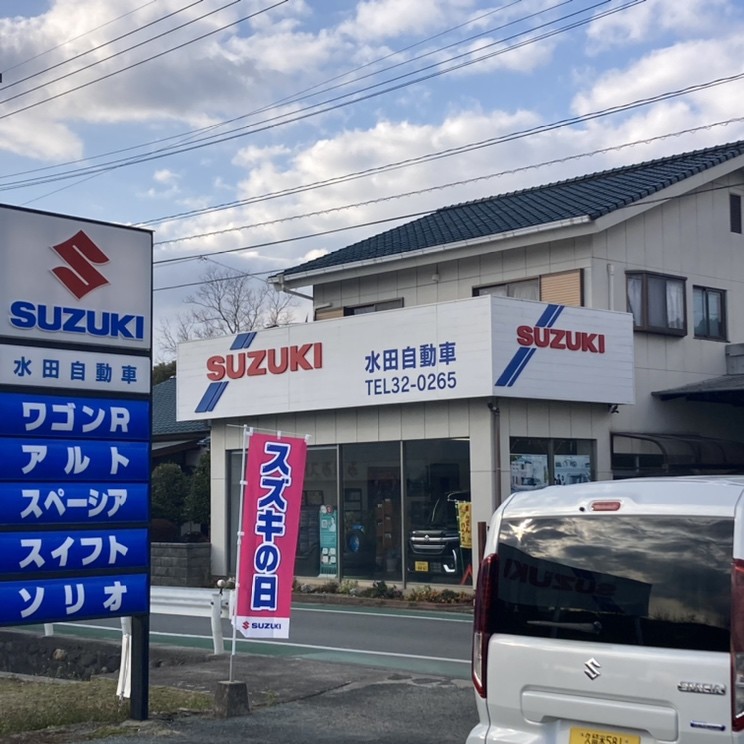 SUZUKI
水田自動車
ワゴンR
アルト
スペーシア
スイフト
ソリオ
SUZUKI
水田自動車
TEL32-0265
SUZUKI
スズキの日
SUZUKI